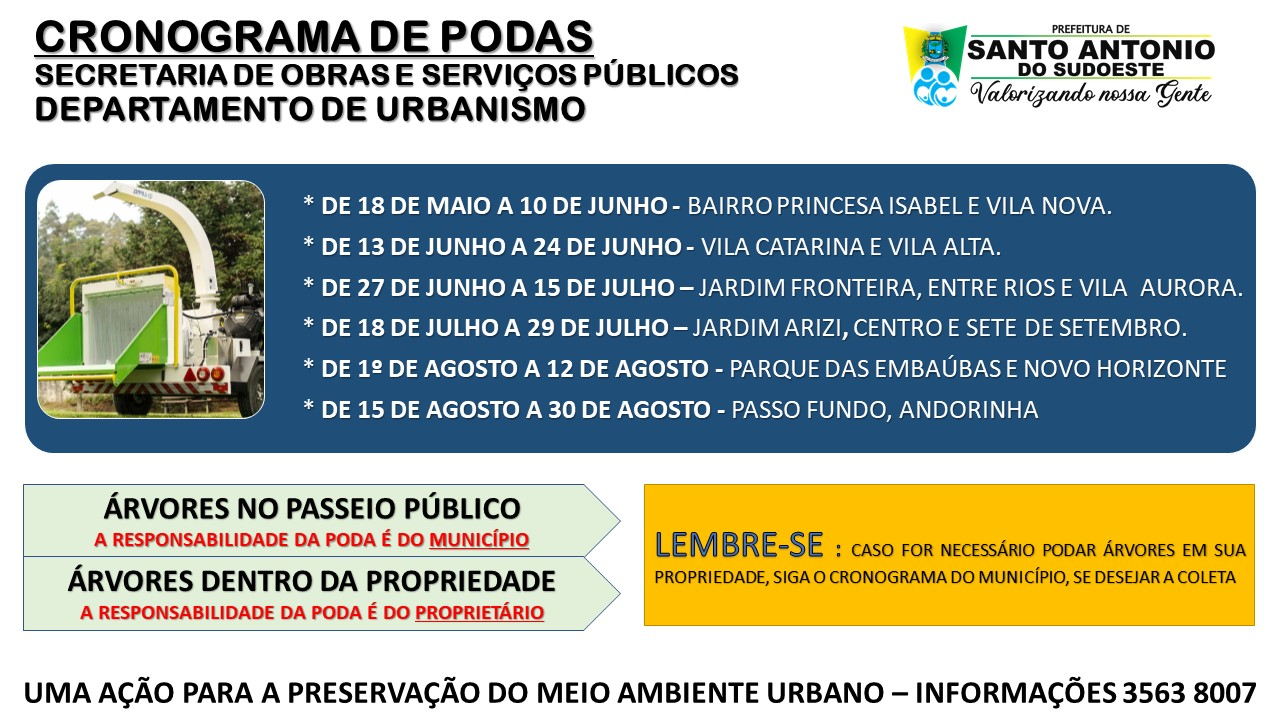 CRONOGRAMA DE PODAS
SECRETARIA DE OBRAS E SERVIÇOS PÚBLICOS
DEPARTAMENTO DE URBANISMO
PREFEITURA DE
SANTO ANTONIO
DO SUDOESTE
Valorizando nossa Gente
* DE 18 DE MAIO A 10 DE JUNHO - BAIRRO PRINCESA ISABEL E VILA NOVA.
* DE 13 DE JUNHO A 24 DE JUNHO - VILA CATARINA E VILA ALTA.
* DE 27 DE JUNHO A 15 DE JULHO – JARDIM FRONTEIRA, ENTRE RIOS E VILA  AURORA.
* DE 18 DE JULHO A 29 DE JULHO – JARDIM ARIZI, CENTRO E SETE DE SETEMBRO.
* DE 1º DE AGOSTO A 12 DE AGOSTO - PARQUE DAS EMBAÚBAS E NOVO HORIZONTE
* DE 15 DE AGOSTO A 30 DE AGOSTO - PASSO FUNDO, ANDORINHA
ÁRVORES NO PASSEIO PÚBLICO
A RESPONSABILIDADE DA PODA É DO MUNICÍPIO
ÁRVORES DENTRO DA PROPRIEDADE
A RESPONSABILIDADE DA PODA É DO PROPRIETÁRIO
LEMBRE-SE : CASO FOR NECESSÁRIO PODAR ÁRVORES EM SUA
PROPRIEDADE, SIGA O CRONOGRAMA DO MUNICÍPIO, SE DESEJAR A COLETA
UMA AÇÃO PARA A PRESERVAÇÃO DO MEIO AMBIENTE URBANO – INFORMAÇÕES 3563 8007